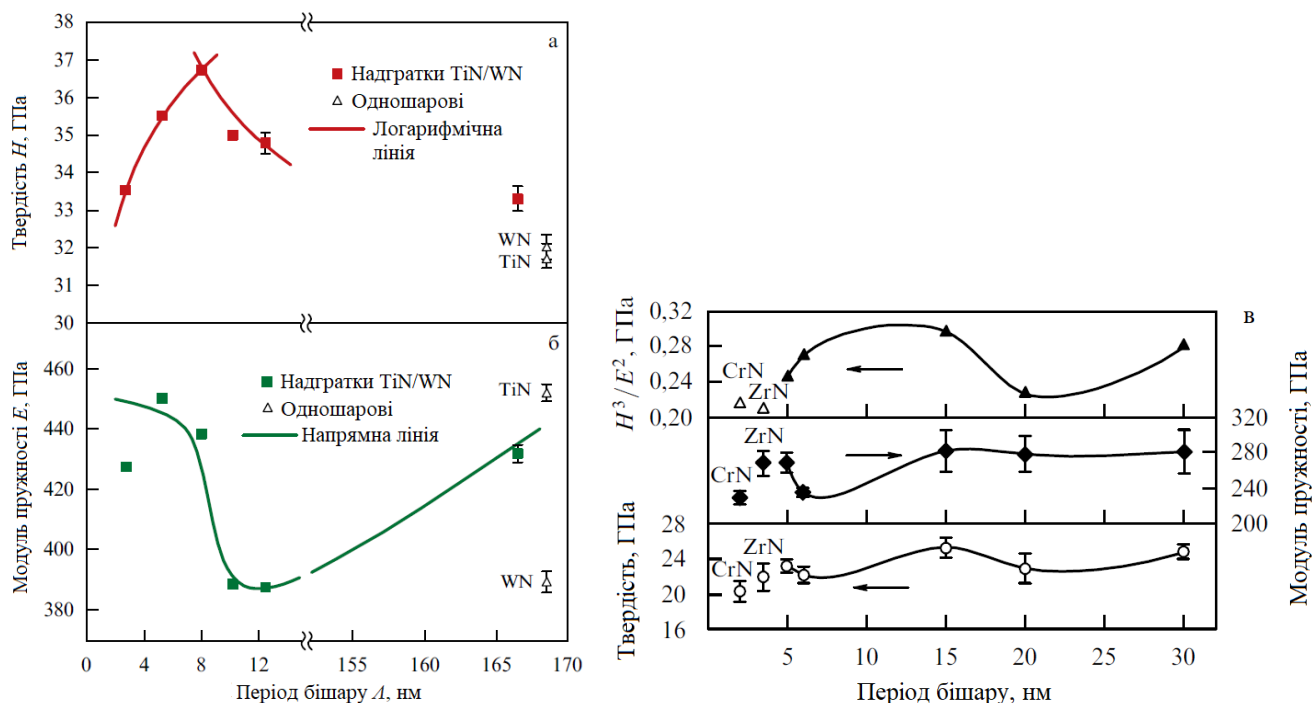 а
38
37
36
35
34
33
32
31
30
Твердість H, ГПа
Надгратки TiN/WN
Одношарові
Логарифмічна
лінія
WN
TiN
б
460
440
420
400
380
Модуль пружності E, ГПа
Надгратки TiN/WN
Одношарові
Напрямна лінія
TiN
WN
0 4 8 12 155 160 165 170
Період бішару Λ, нм
в
0,32
0,28
0,24
0,20
H³/E², ГПа
CrN
ZrN
320
280
240
200
Модуль пружності, ГПа
ZrN
CrN
28
24
20
16
Твердість, ГПа
ZrN
CrN
5 10 15 20 25 30
Період бішару, нм